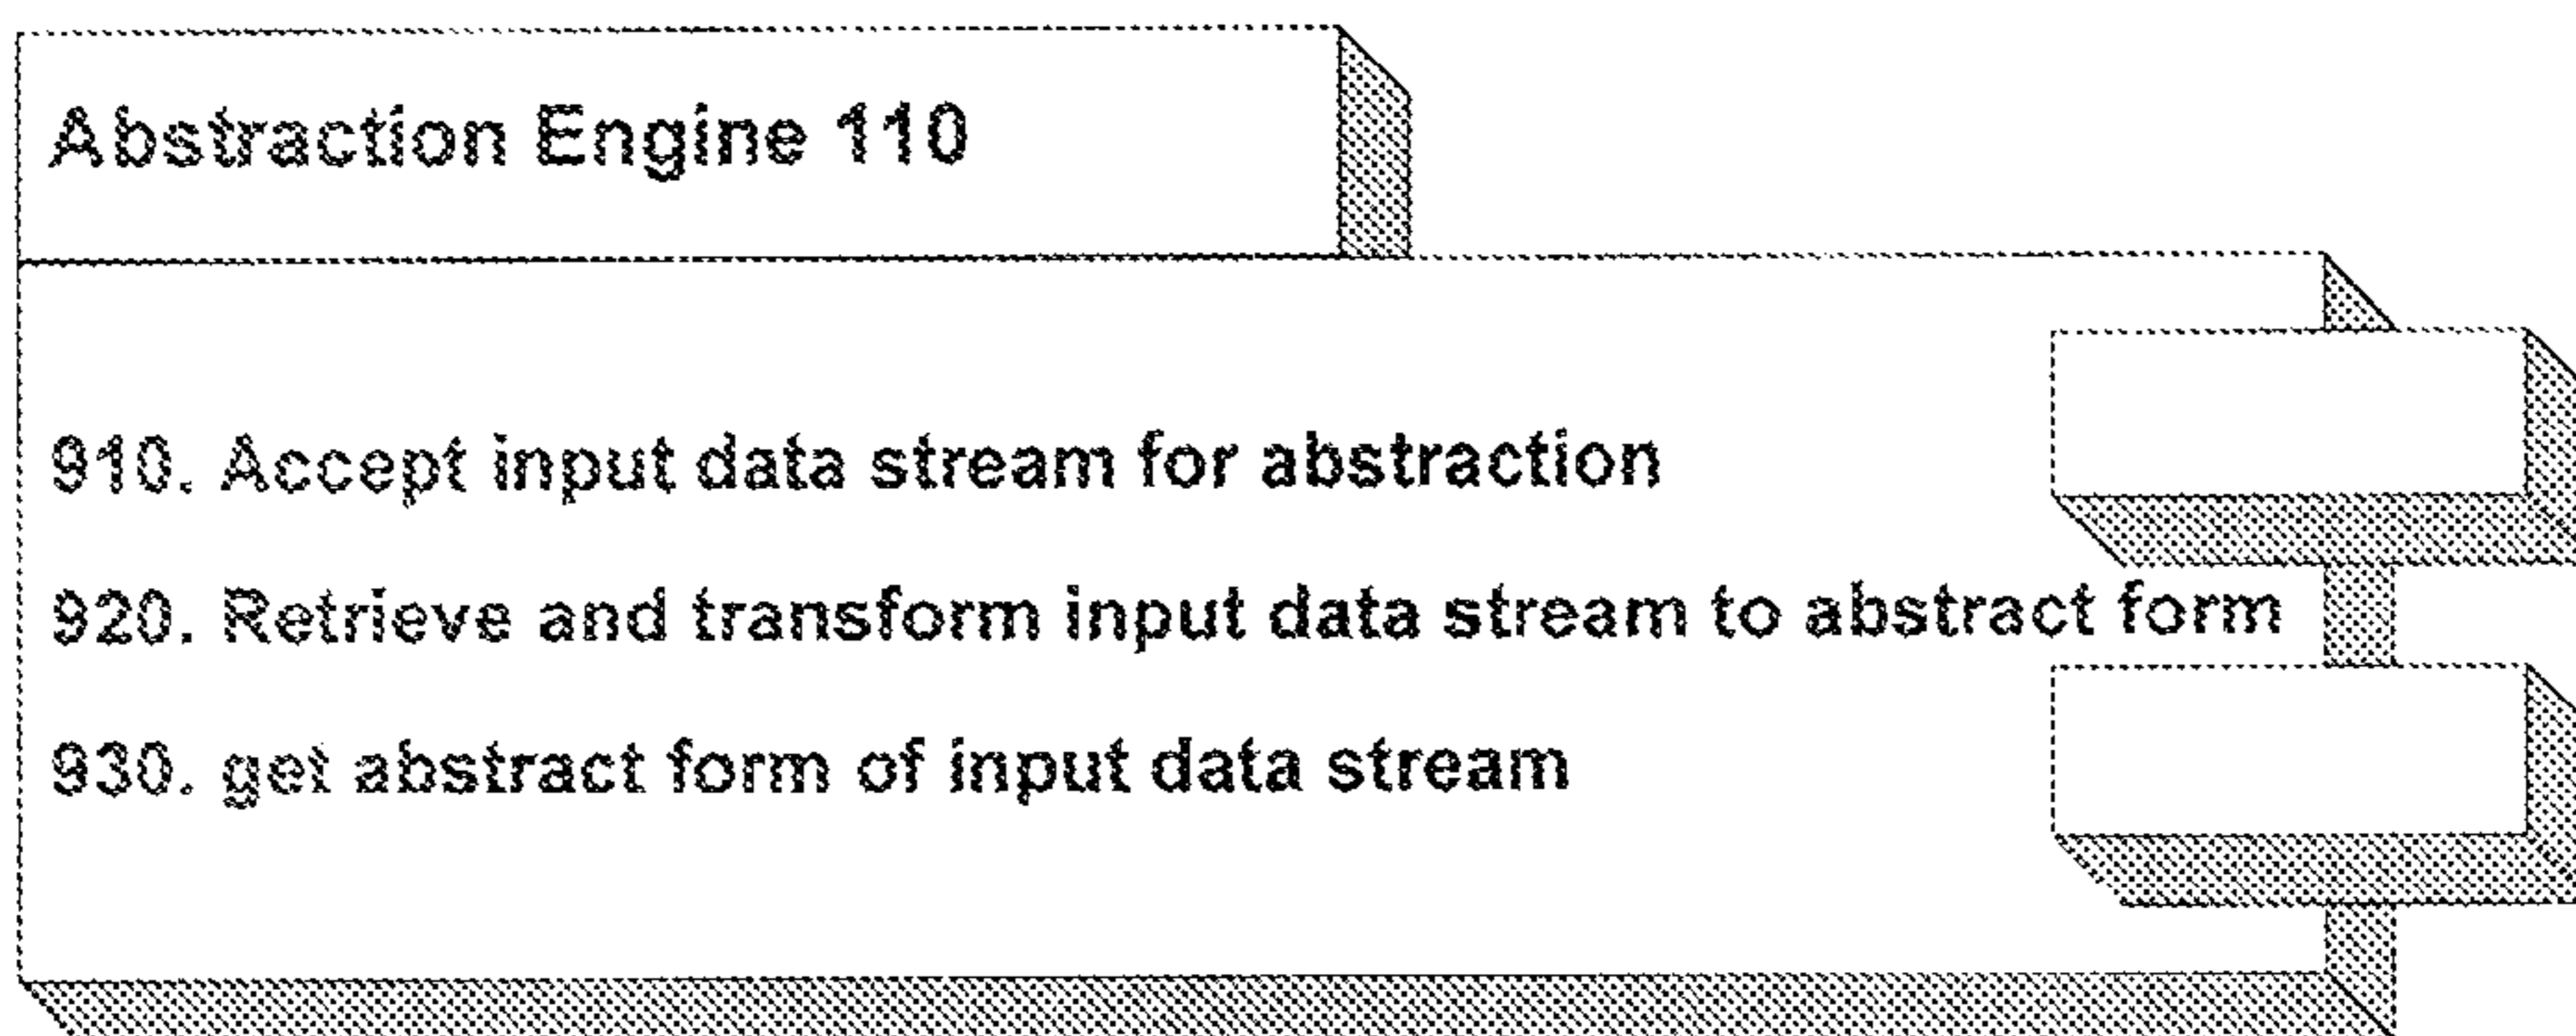 Abstraction Engine 110
910. Accept input data stream for abstraction
920. Retrieve and transform input data stream to abstract form
930. get abstract form of input data stream